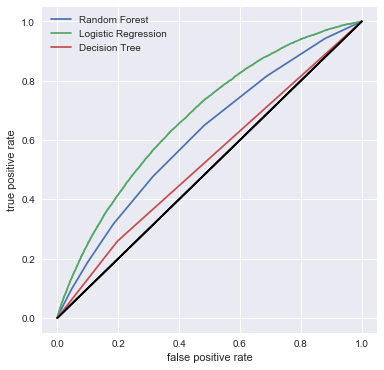 Random Forest
Logistic Regression
Decision Tree
1.0
0.8
0.6
0.4
0.2
0.0
true positive rate
0.0 0.2 0.4 0.6 0.8 1.0
false positive rate